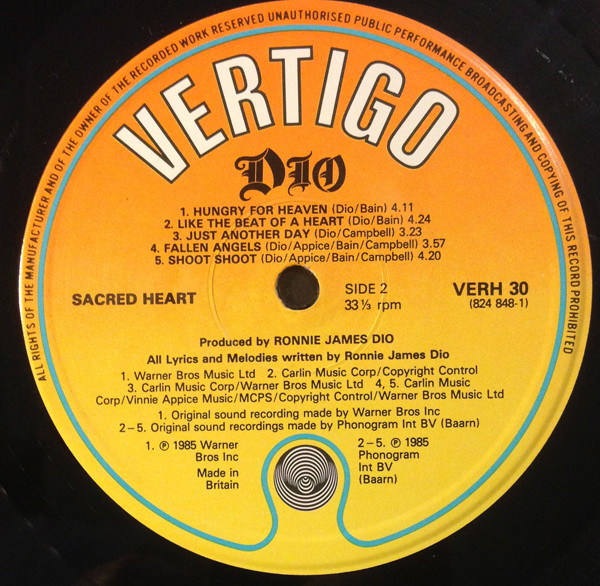 ALL RIGHTS OF THE MANUFACTURER AND OF THE OWNER OF THE RECORDED WORK RESERVED UNAUTHORISED PUBLIC PERFORMANCE BROADCASTING AND COPYING OF THIS RECORD PROHIBITED
VERTIGO
DIO
1. HUNGRY FOR HEAVEN (Dio/Bain) 4.11
2. LIKE THE BEAT OF A HEART (Dio/Bain) 4.24
3. JUST ANOTHER DAY (Dio/Campbell) 3.23
4. FALLEN ANGELS (Dio/Appice/Bain/Campbell) 3.57
5. SHOOT SHOOT (Dio/Appice/Bain/Campbell) 4.20
SACRED HEART
SIDE 2
33⅓ rpm
VERH 30
(824 848-1)
Produced by RONNIE JAMES DIO
All Lyrics and Melodies written by Ronnie James Dio
1. Warner Bros Music Ltd 2. Carlin Music Corp/Copyright Control
3. Carlin Music Corp/Warner Bros Music Ltd 4, 5. Carlin Music
Corp/Vinnie Appice Music/MCPS/Copyright Control/Warner Bros Music Ltd
1. Original sound recording made by Warner Bros Inc
2–5. Original sound recordings made by Phonogram Int BV (Baarn)
1. ℗ 1985 Warner
Bros Inc
Made in
Britain
2–5. ℗ 1985
Phonogram
Int BV
(Baarn)